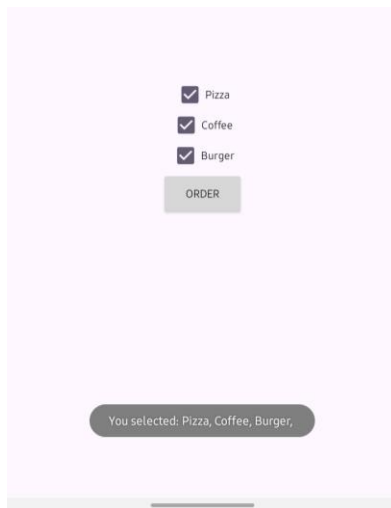 Pizza
Coffee
Burger
ORDER
You selected: Pizza, Coffee, Burger,